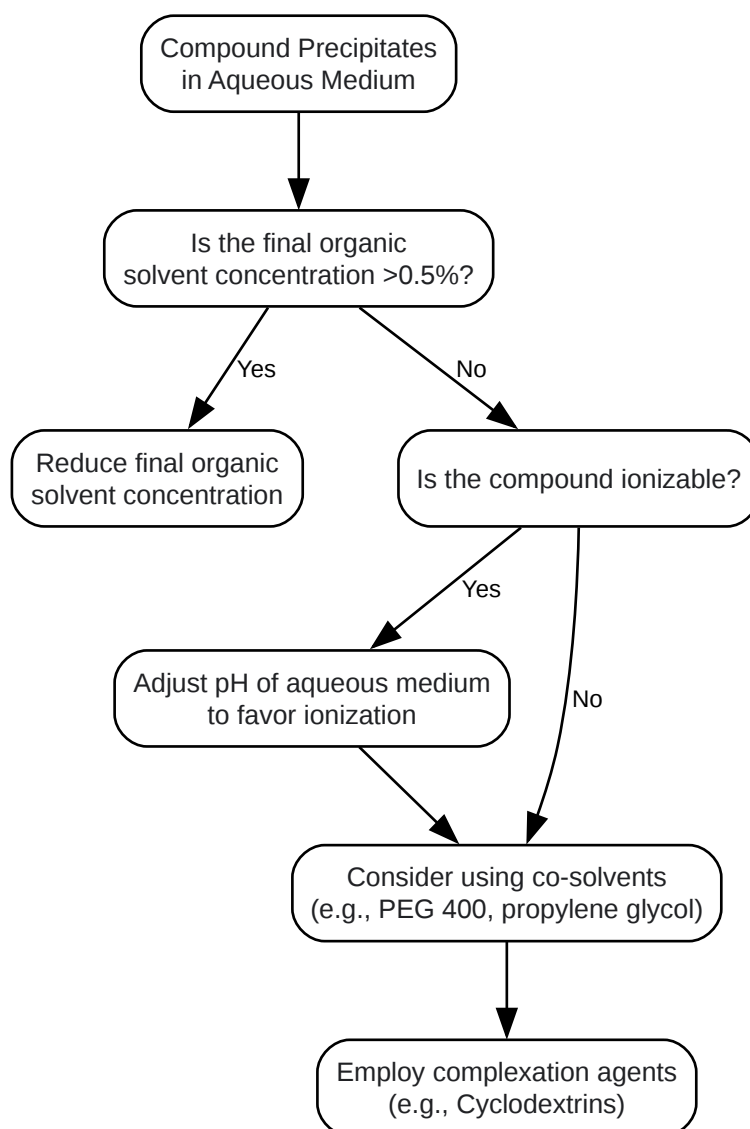 Compound Precipitates
in Aqueous Medium
Is the final organic
solvent concentration >0.5%?
Yes
No
Reduce final organic
solvent concentration
Is the compound ionizable?
Yes
Adjust pH of aqueous medium
to favor ionization
No
Consider using co-solvents
(e.g., PEG 400, propylene glycol)
Employ complexation agents
(e.g., Cyclodextrins)